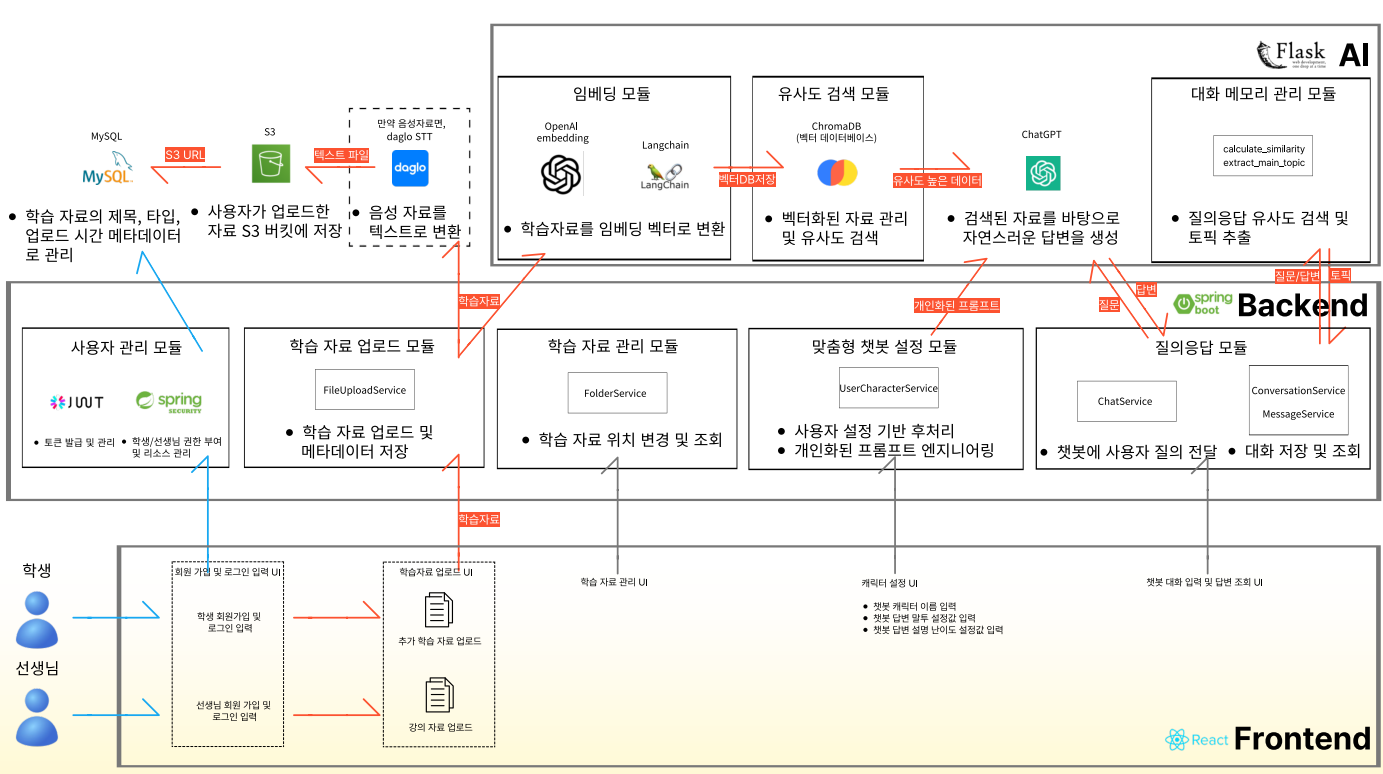 Flask
web development,
one drop at a time
AI
임베딩 모듈
OpenAI
embedding
Langchain
LangChain
학습자료를 임베딩 벡터로 변환
벡터DB저장
유사도 검색 모듈
ChromaDB
(벡터 데이터베이스)
벡터화된 자료 관리
및 유사도 검색
유사도 높은 데이터
ChatGPT
검색된 자료를 바탕으로
자연스러운 답변을 생성
대화 메모리 관리 모듈
calculate_similarity
extract_main_topic
질의응답 유사도 검색 및
토픽 추출
MySQL
MySQL
S3 URL
S3
텍스트 파일
만약 음성자료면,
daglo STT
daglo
학습 자료의 제목, 타입,
업로드 시간 메타데이터
로 관리
사용자가 업로드한
자료 S3 버킷에 저장
음성 자료를
텍스트로 변환
학습자료
개인화된 프롬프트
질문
답변
질문/답변
토픽
spring
boot
Backend
사용자 관리 모듈
JWT
spring
SECURITY
토큰 발급 및 관리
학생/선생님 권한 부여
및 리소스 관리
학습 자료 업로드 모듈
FileUploadService
학습 자료 업로드 및
메타데이터 저장
학습 자료 관리 모듈
FolderService
학습 자료 위치 변경 및 조회
맞춤형 챗봇 설정 모듈
UserCharacterService
사용자 설정 기반 후처리
개인화된 프롬프트 엔지니어링
질의응답 모듈
ChatService
ConversationService
MessageService
챗봇에 사용자 질의 전달
대화 저장 및 조회
학습자료
학생
선생님
회원 가입 및 로그인 입력 UI
학생 회원가입 및
로그인 입력
선생님 회원 가입 및
로그인 입력
학습자료 업로드 UI
추가 학습 자료 업로드
강의 자료 업로드
학습 자료 관리 UI
캐릭터 설정 UI
챗봇 캐릭터 이름 입력
챗봇 답변 말투 설정값 입력
챗봇 답변 설명 난이도 설정값 입력
챗봇 대화 입력 및 답변 조회 UI
React
Frontend